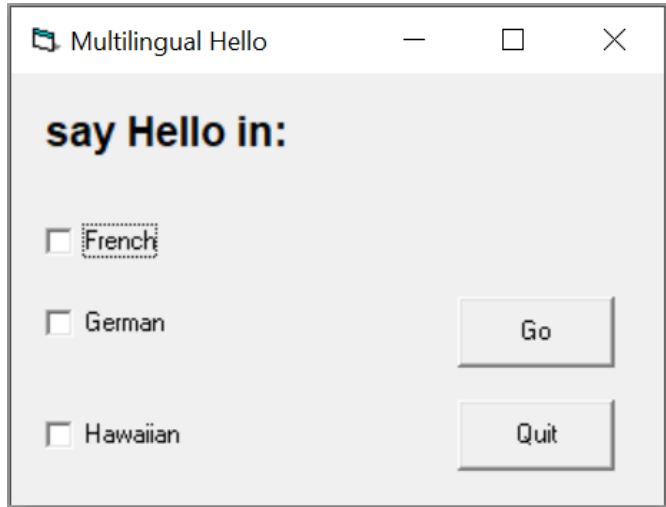 Multilingual Hello
say Hello in:
French
German
Go
Hawaiian
Quit